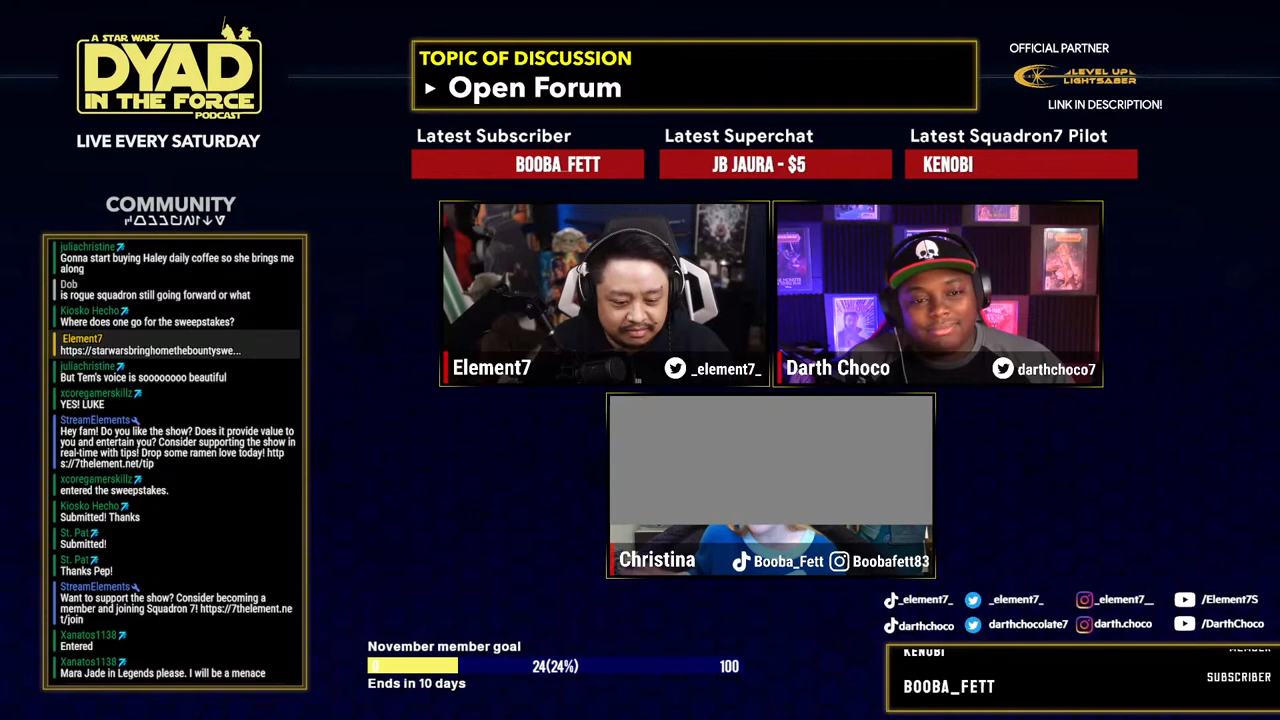 A STAR WARS
DYAD
IN THE FORCE
PODCAST
LIVE EVERY SATURDAY
TOPIC OF DISCUSSION
► Open Forum
OFFICIAL PARTNER
LEVEL UP
LIGHTSABER
LINK IN DESCRIPTION!
Latest Subscriber
BOOBA_FETT
Latest Superchat
JB JAURA - $5
Latest Squadron7 Pilot
KENOBI
COMMUNITY
juliachristine
Gonna start buying Haley daily coffee so she brings me
along
Dob
is rogue squadron still going forward or what
Kiosko Hecho
Where does one go for the sweepstakes?
Element7
https://starwarsbringhomethebountyswe...
juliachristine
But Tem's voice is soooooooo beautiful
xcoregamerskillz
YES! LUKE
StreamElements
Hey fam! Do you like the show? Does it provide value to
you and entertain you? Consider supporting the show in
real-time with tips! Drop some ramen love today! http
s://7thelement.net/tip
xcoregamerskillz
entered the sweepstakes.
Kiosko Hecho
Submitted! Thanks
St. Pat
Submitted!
St. Pat
Thanks Pep!
StreamElements
Want to support the show? Consider becoming a
member and joining Squadron 7! https://7thelement.ne
t/join
Xanatos1138
Entered
Xanatos1138
Mara Jade in Legends please. I will be a menace
Element7
_element7_
Darth Choco
darthchoco7
Christina
Booba_Fett
Boobafett83
November member goal
0
24(24%)
100
Ends in 10 days
_element7_
_element7_
_element7__
/Element7S
darthchoco
darthchocolate7
darth.choco
/DarthChoco
KENOBI
MEMBER
BOOBA_FETT
SUBSCRIBER